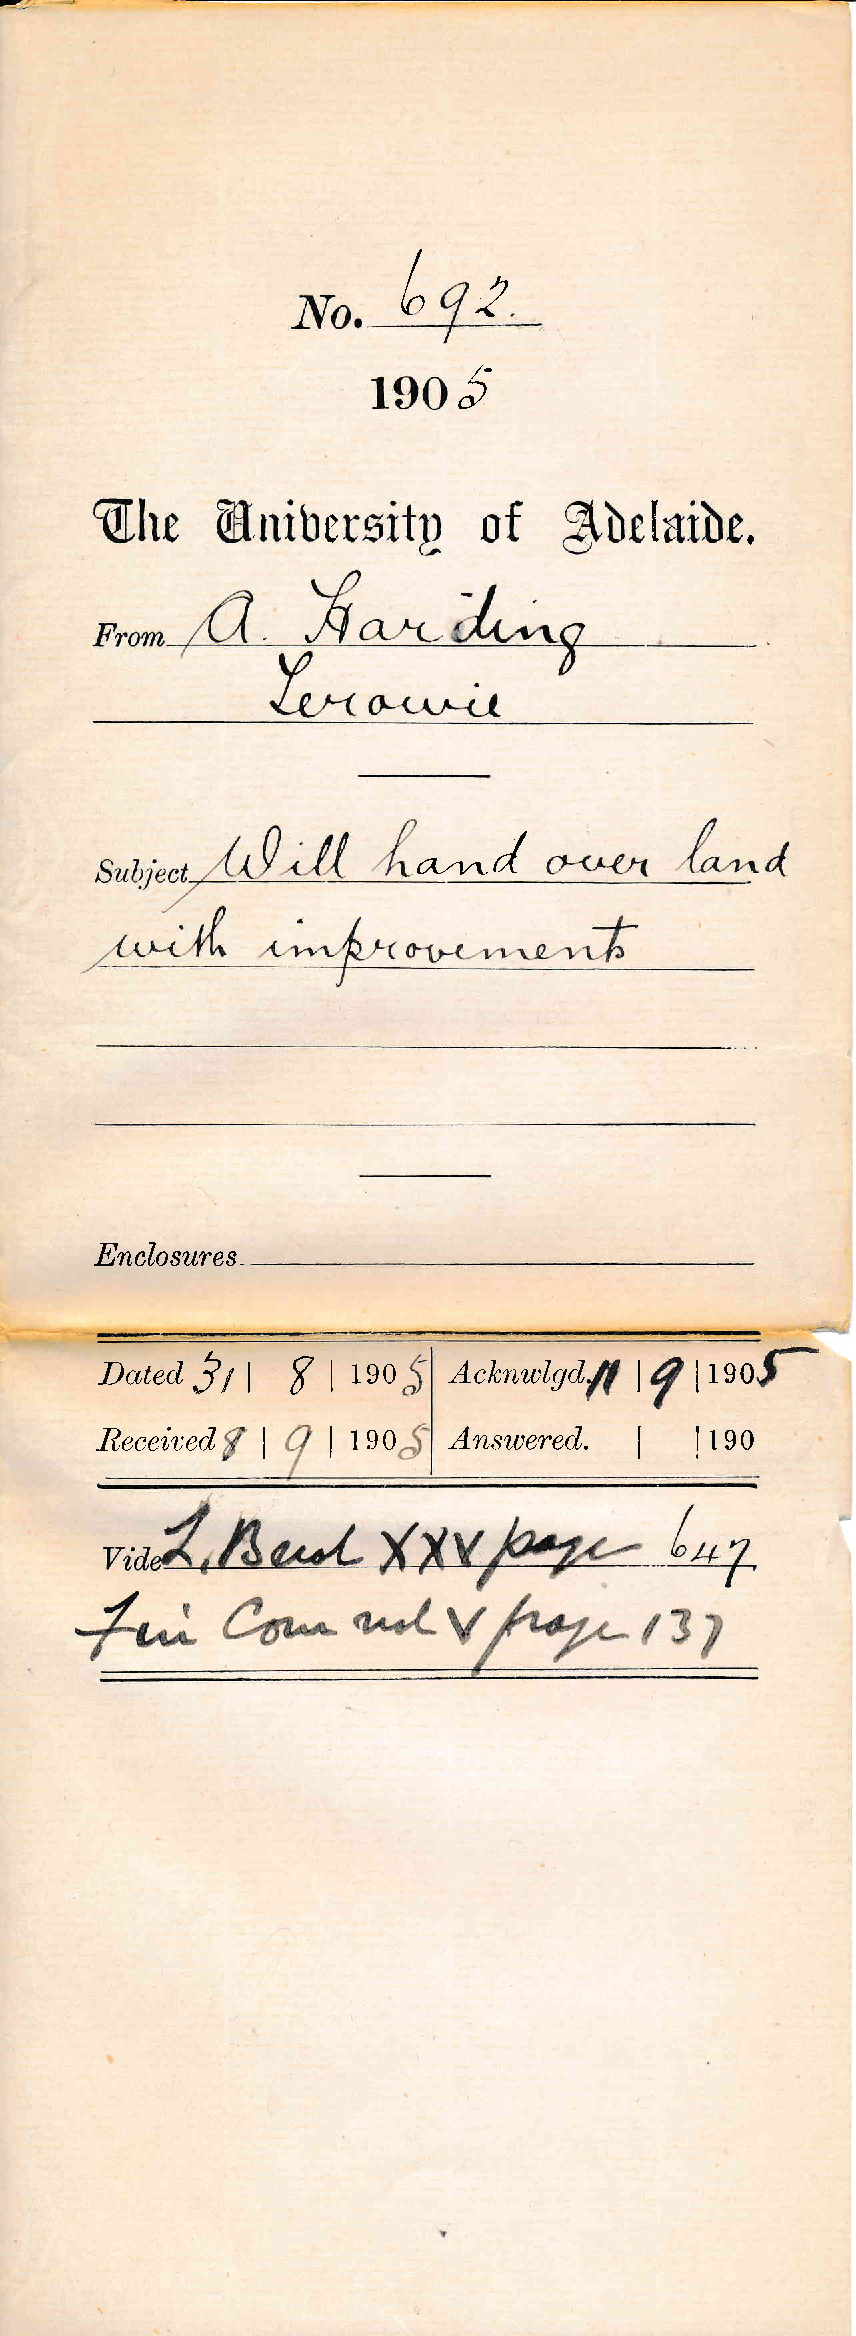 No. 692.
1905
The University of Adelaide.
From A. Harding
Terowie
Subject Will hand over land
with improvements
Enclosures
Dated 31 | 8 | 1905 Acknwlgd. 11 | 9 | 1905
Received 8 | 9 | 1905 Answered. | | 190
Vide L. B XXV page 647
Fin Com vol V page 137